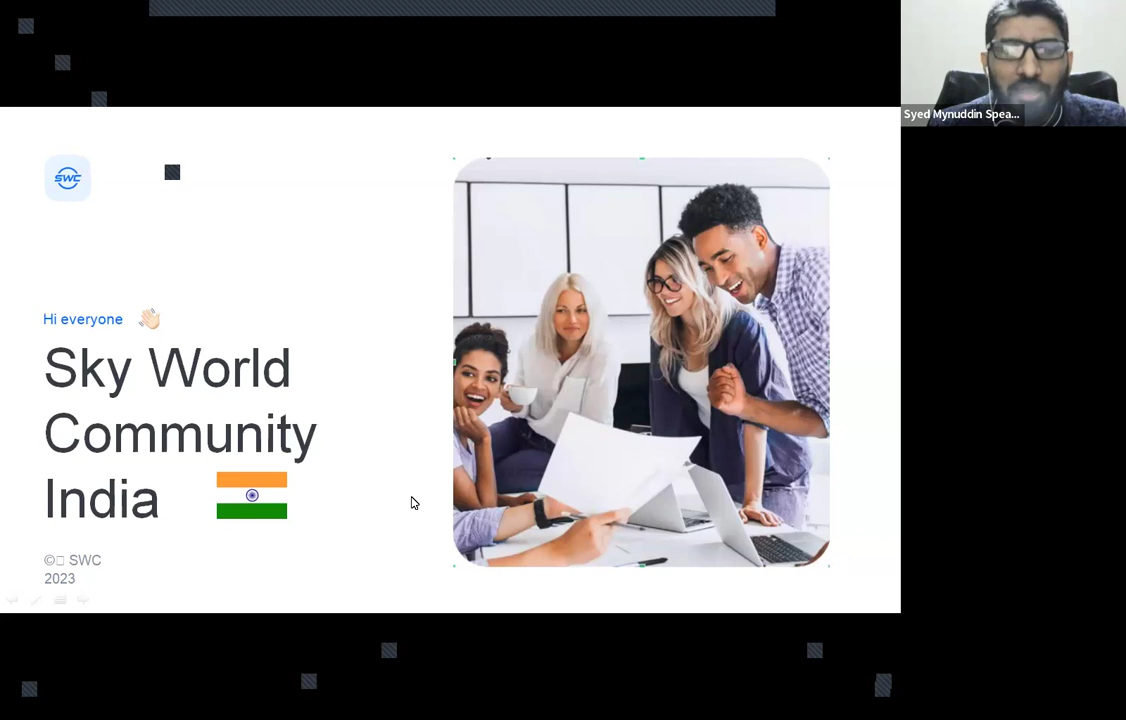 Syed Mynuddin Spea...
SWC
Hi everyone
Sky World
Community
India
© SWC
2023